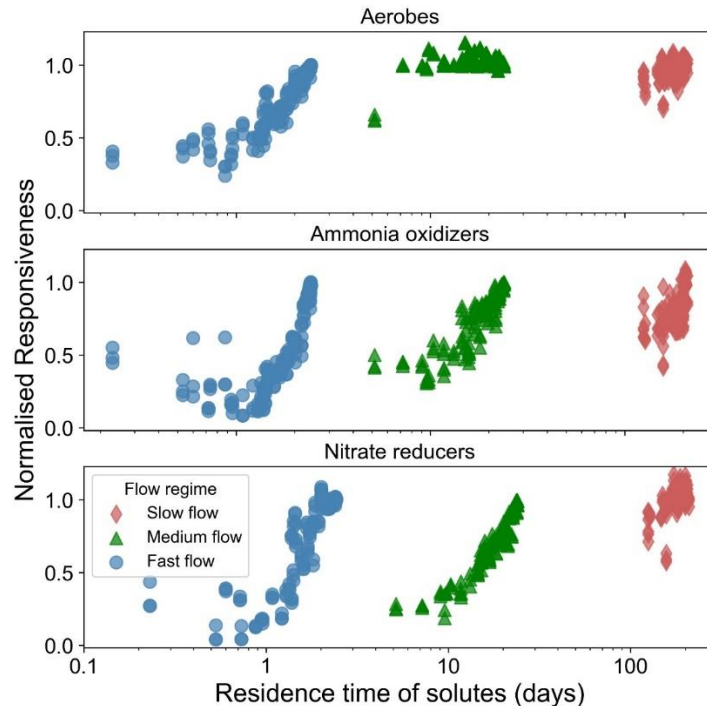 Aerobes
1.0
0.5
0.0
Ammonia oxidizers
1.0
0.5
0.0
Normalised Responsiveness
Nitrate reducers
1.0
0.5
0.0
Flow regime
Slow flow
Medium flow
Fast flow
0.1 1 10 100
Residence time of solutes (days)